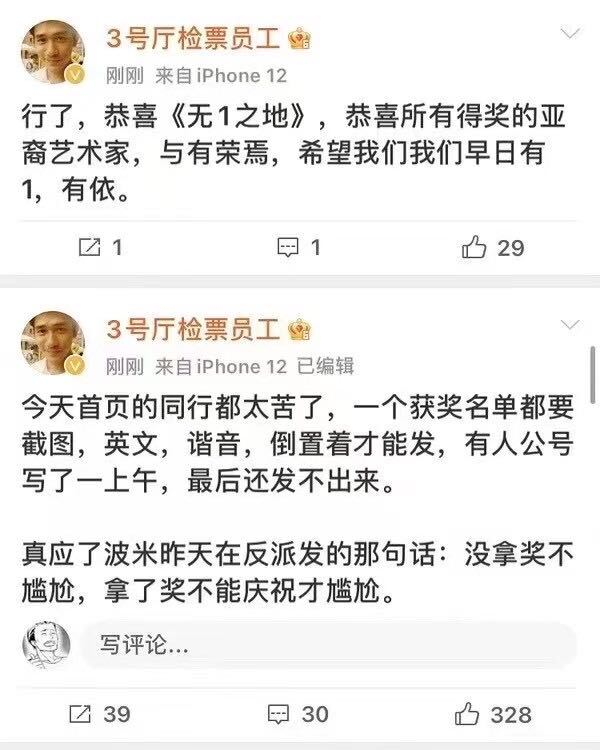 3号厅检票员工
刚刚 来自iPhone 12
行了，恭喜《无1之地》，恭喜所有得奖的亚
裔艺术家，与有荣焉，希望我们我们早日有
1，有依。
1 1 29
3号厅检票员工
刚刚 来自iPhone 12 已编辑
今天首页的同行都太苦了，一个获奖名单都要
截图，英文，谐音，倒置着才能发，有人公号
写了一上午，最后还发不出来。
真应了波米昨天在反派发的那句话：没拿奖不
尴尬，拿了奖不能庆祝才尴尬。
写评论...
39 30 328